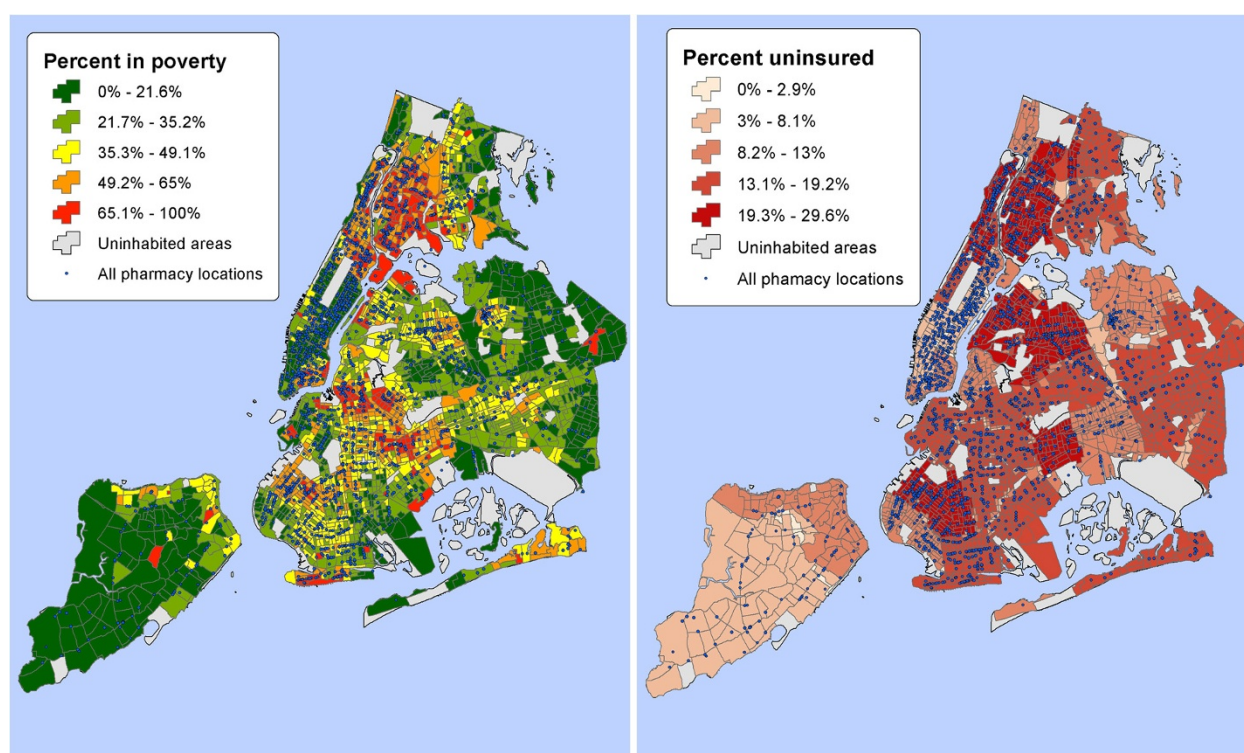 Percent in poverty
0% - 21.6%
21.7% - 35.2%
35.3% - 49.1%
49.2% - 65%
65.1% - 100%
Uninhabited areas
All pharmacy locations
Percent uninsured
0% - 2.9%
3% - 8.1%
8.2% - 13%
13.1% - 19.2%
19.3% - 29.6%
Uninhabited areas
All phamacy locations